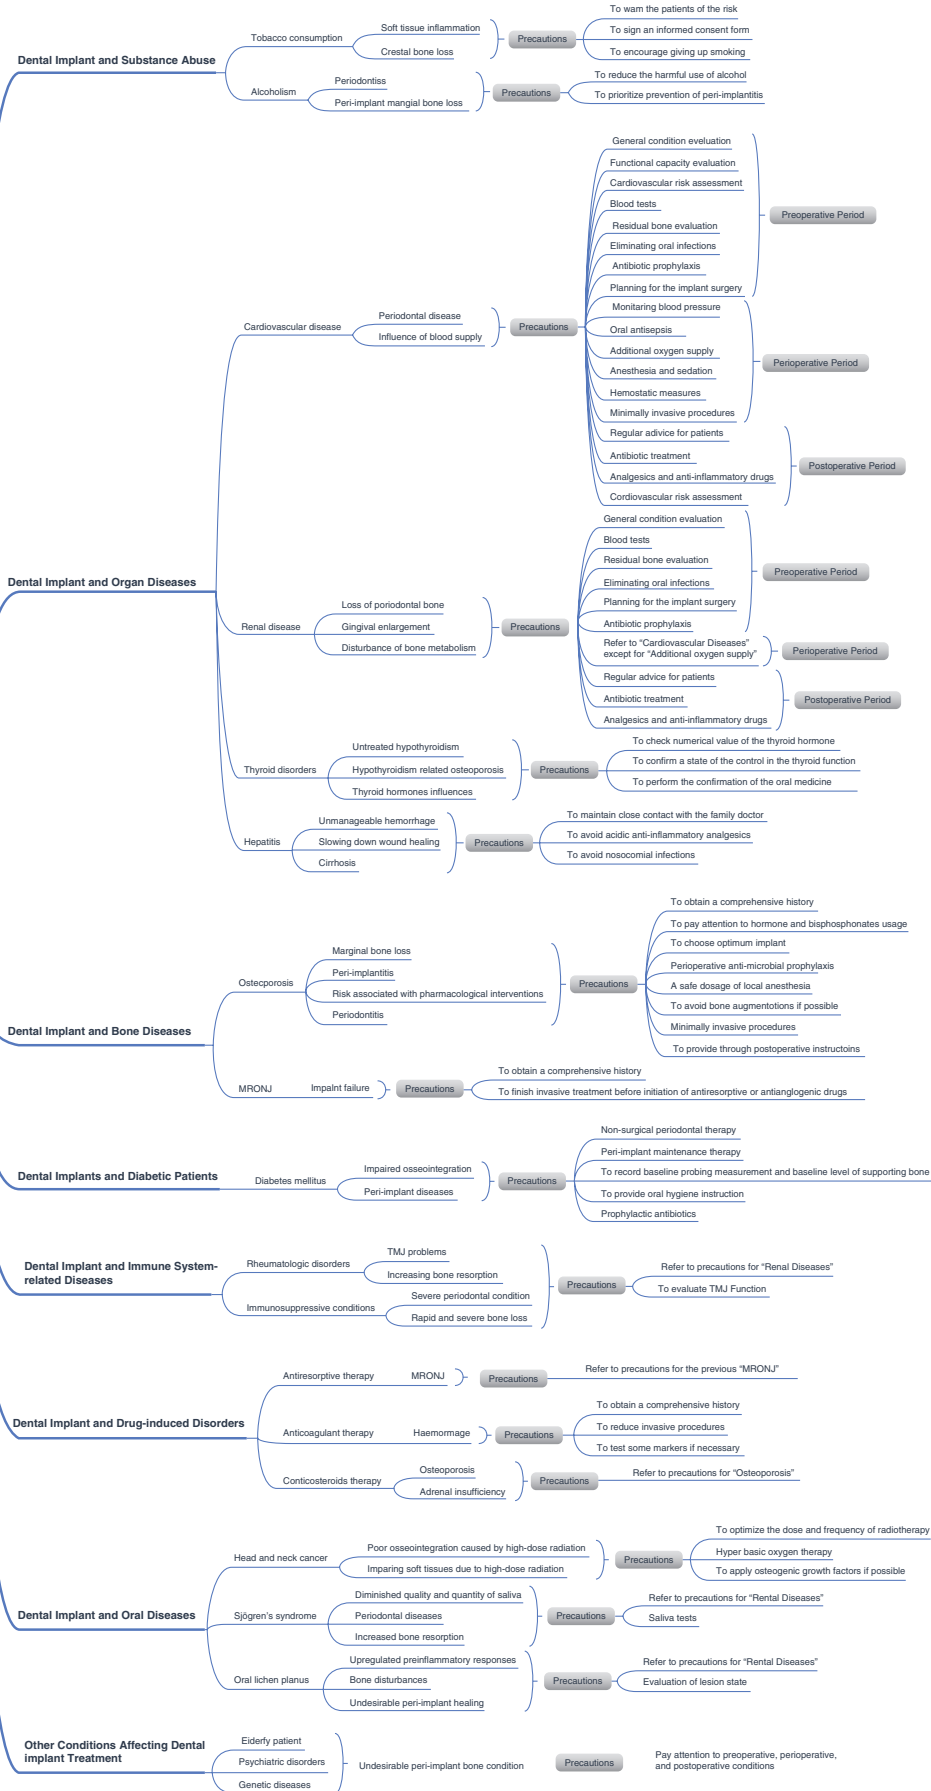 Dental Implant and Substance Abuse
Tobacco consumption
Soft tissue inflammation
Crestal bone loss
Precautions
To warn the patients of the risk
To sign an informed consent form
To encourage giving up smoking
Alcoholism
Periodontiss
Peri-implant mangial bone loss
Precautions
To reduce the harmful use of alcohol
To prioritize prevention of peri-implantitis
Dental Implant and Organ Diseases
Cardiovascular disease
Periodontal disease
Influence of blood supply
Precautions
General condition eveluation
Functional capacity evaluation
Cardiovascular risk assessment
Blood tests
Residual bone evaluation
Eliminating oral infections
Antibiotic prophylaxis
Planning for the implant surgery
Preoperative Period
Monitaring blood pressure
Oral antisepsis
Additional oxygen supply
Anesthesia and sedation
Hemostatic measures
Minimally invasive procedures
Perioperative Period
Regular advice for patients
Antibiotic treatment
Analgesics and anti-inflammatory drugs
Cordiovascular risk assessment
Postoperative Period
Renal disease
Loss of poriodontal bone
Gingival enlargement
Disturbance of bone metabolism
Precautions
General condition evaluation
Blood tests
Residual bone evaluation
Eliminating oral infections
Planning for the implant surgery
Antibiotic prophylaxis
Preoperative Period
Refer to “Cardiovascular Diseases”
except for “Additional oxygen supply”
Perioperative Period
Regular advice for patients
Antibiotic treatment
Analgesics and anti-inflammatory drugs
Postoperative Period
Thyroid disorders
Untreated hypothyroidism
Hypothyroidism related osteoporosis
Thyroid hormones influences
Precautions
To check numerical value of the thyroid hormone
To confirm a state of the control in the thyroid function
To perform the confirmation of the oral medicine
Hepatitis
Unmanageable hemorrhage
Slowing down wound healing
Cirrhosis
Precautions
To maintain close contact with the family doctor
To avoid acidic anti-inflammatory analgesics
To avoid nosocomial infections
Dental Implant and Bone Diseases
Ostecporosis
Marginal bone loss
Peri-implantitis
Risk associated with pharmacological interventions
Periodontitis
Precautions
To obtain a comprehensive history
To pay attention to hormone and bisphosphonates usage
To choose optimum implant
Perioperative anti-microbial prophylaxis
A safe dosage of local anesthesia
To avoid bone augmentotions if possible
Minimally invasive procedures
To provide through postoperative instructoins
MRONJ
Impalnt failure
Precautions
To obtain a comprehensive history
To finish invasive treatment before initiation of antiresorptive or antianglogenic drugs
Dental Implants and Diabetic Patients
Diabetes mellitus
Impaired osseointegration
Peri-implant diseases
Precautions
Non-surgical periodontal therapy
Peri-implant maintenance therapy
To record baseline probing measurement and baseline level of supporting bone
To provide oral hygiene instruction
Prophylactic antibiotics
Dental Implant and Immune System-
related Diseases
Rheumatologic disorders
TMJ problems
Increasing bone resorption
Immunosuppressive conditions
Severe periodontal condition
Rapid and severe bone loss
Precautions
Refer to precautions for “Renal Diseases”
To evaluate TMJ Function
Dental Implant and Drug-induced Disorders
Antiresorptive therapy
MRONJ
Precautions
Refer to precautions for the previous “MRONJ”
Anticoagulant therapy
Haemormage
Precautions
To obtain a comprehensive history
To reduce invasive procedures
To test some markers if necessary
Conticosteroids therapy
Osteoporosis
Adrenal insufficiency
Precautions
Refer to precautions for “Osteoporosis”
Dental Implant and Oral Diseases
Head and neck cancer
Poor osseointegration caused by high-dose radiation
Imparing soft tissues due to high-dose radiation
Precautions
To optimize the dose and frequency of radiotherapy
Hyper basic oxygen therapy
To apply osteogenic growth factors if possible
Sjögren’s syndrome
Diminished quality and quantity of saliva
Periodontal diseases
Increased bone resorption
Precautions
Refer to precautions for “Rental Diseases”
Saliva tests
Oral lichen planus
Upregulated preinflammatory responses
Bone disturbances
Undesirable peri-implant healing
Precautions
Refer to precautions for “Rental Diseases”
Evaluation of lesion state
Other Conditions Affecting Dental
implant Treatment
Eiderfy patient
Psychiatric disorders
Genetic diseases
Undesirable peri-implant bone condition
Precautions
Pay attention to preoperative, perioperative,
and postoperative conditions